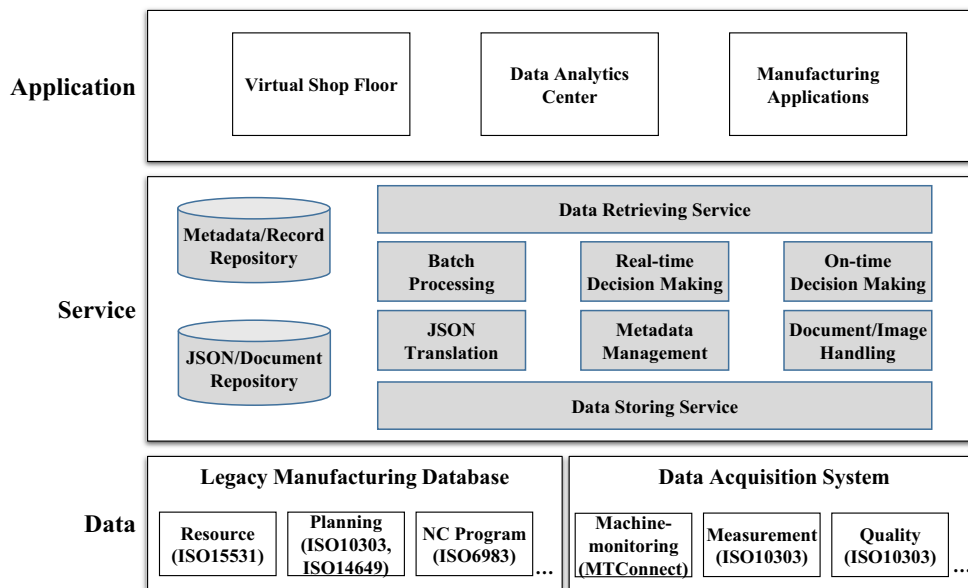 Application
Virtual Shop Floor
Data Analytics
Center
Manufacturing
Applications
Service
Metadata/Record
Repository
JSON/Document
Repository
Data Retrieving Service
Batch
Processing
Real-time
Decision Making
On-time
Decision Making
JSON
Translation
Metadata
Management
Document/Image
Handling
Data Storing Service
Data
Legacy Manufacturing Database
Resource
(ISO15531)
Planning
(ISO10303,
ISO14649)
NC Program
(ISO6983)
...
Data Acquisition System
Machine-
monitoring
(MTConnect)
Measurement
(ISO10303)
Quality
(ISO10303)
...